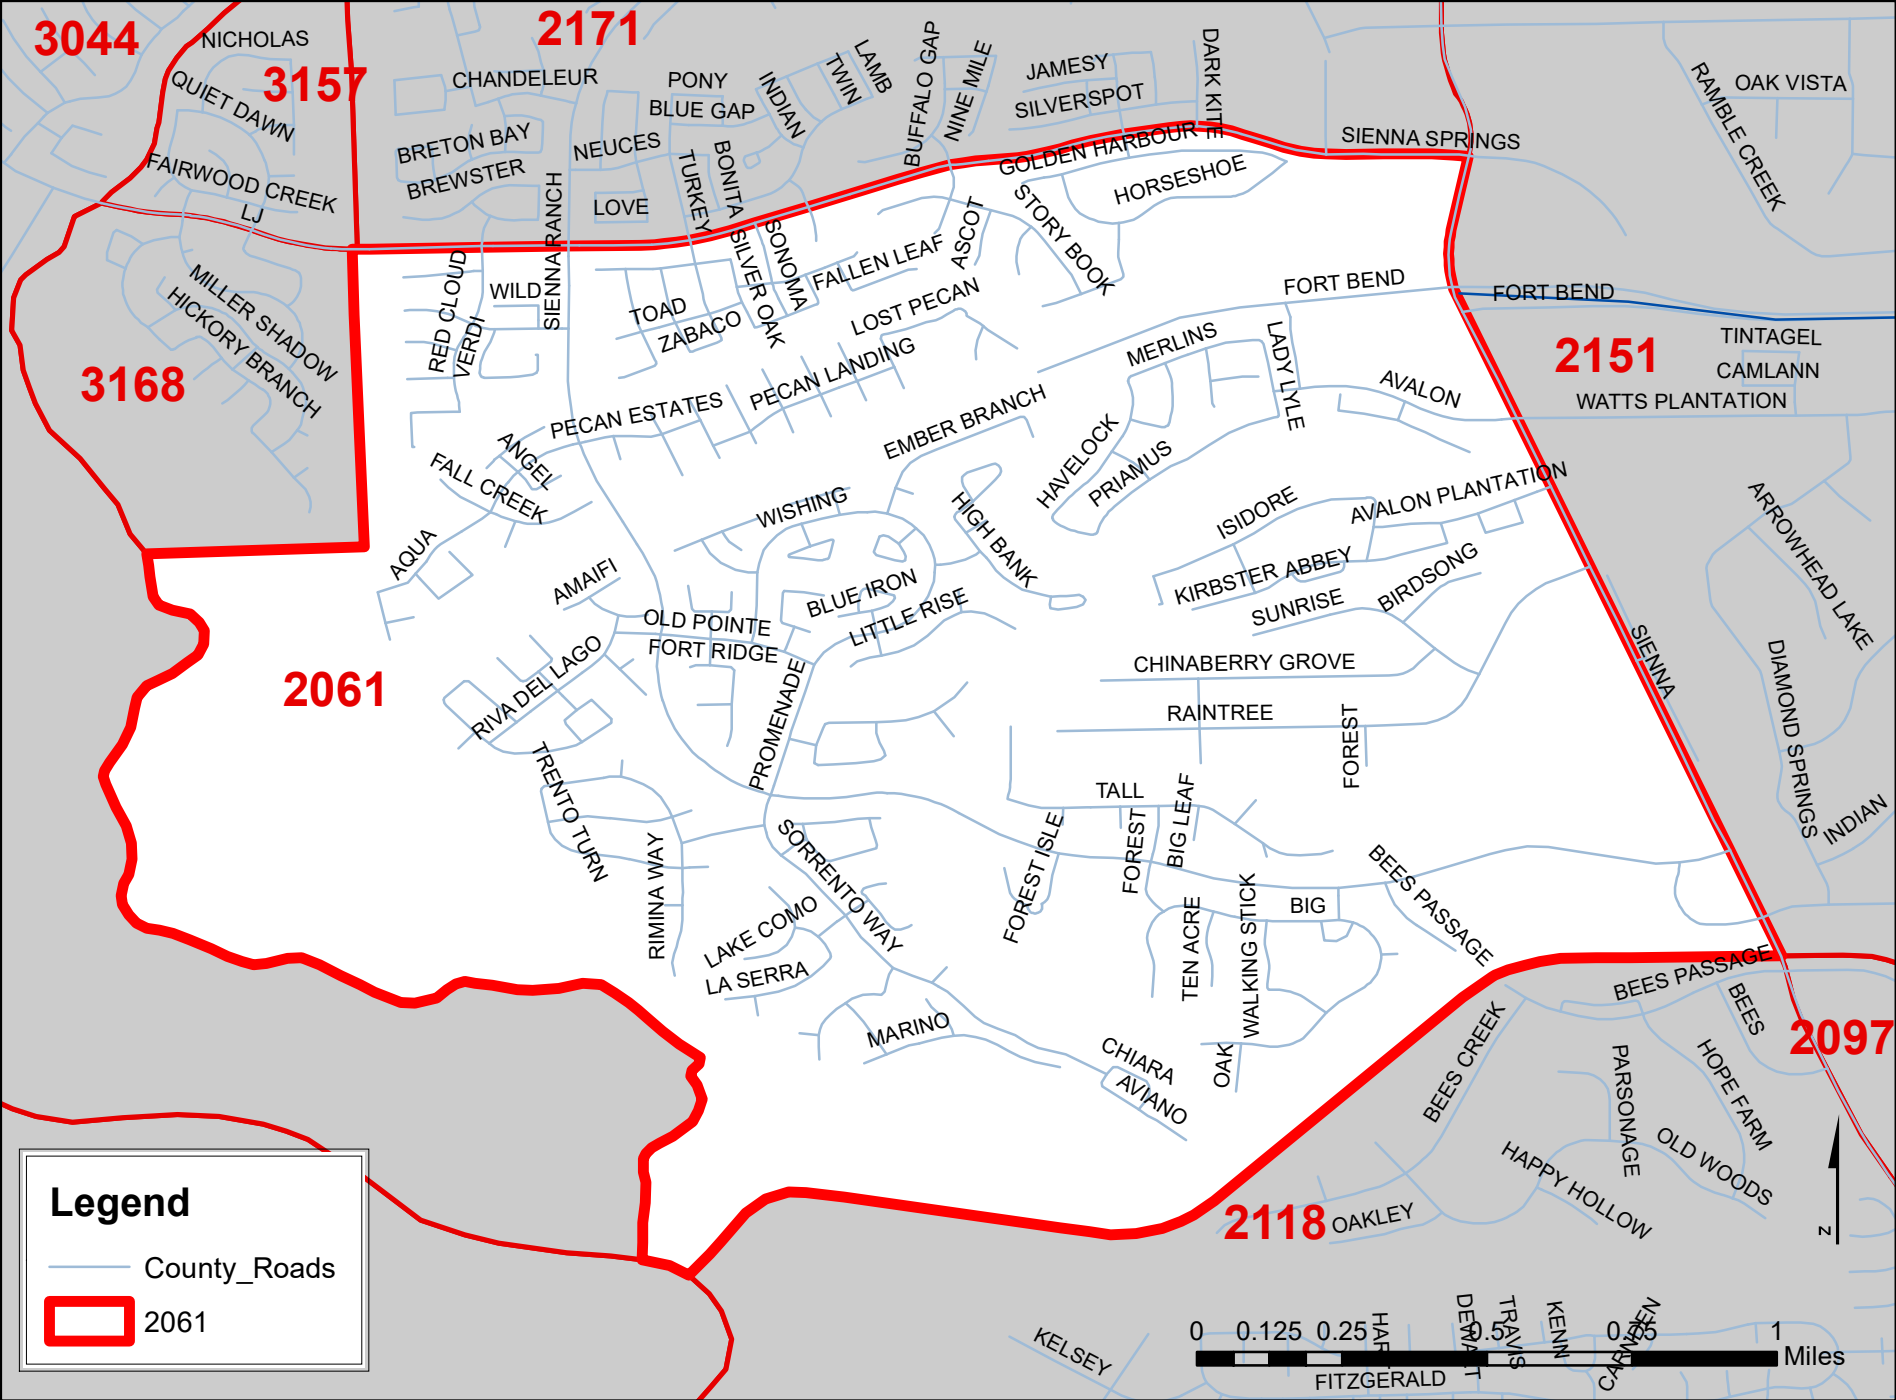 3044
NICHOLAS
2171
3157
QUIET DAWN
CHANDELEUR
PONY
BLUE GAP
INDIAN
TWIN
LAMB
BUFFALO GAP
NINE MILE
JAMESY
SILVERSPOT
DARK KITE
SIENNA SPRINGS
RAMBLE CREEK
OAK VISTA
FAIRWOOD CREEK
LJ
BRETON BAY
BREWSTER
NEUCES
LOVE
SIENNA RANCH
TURKEY
BONITA
SILVER OAK
SONOMA
GOLDEN HARBOUR
HORSESHOE
STORY BOOK
ASCOT
FALLEN LEAF
LOST PECAN
MILLER SHADOW
HICKORY BRANCH
3168
RED CLOUD
VERDI
WILD
TOAD
ZABACO
PECAN LANDING
PECAN ESTATES
FORT BEND
FORT BEND
TINTAGEL
2151
CAMLANN
WATTS PLANTATION
MERLINS
LADY LYLE
AVALON
EMBER BRANCH
HAVELOCK
PRIAMUS
ANGEL
FALL CREEK
AQUA
WISHING
HIGH BANK
ISIDORE
AVALON PLANTATION
KIRBSTER ABBEY
BIRDSONG
SUNRISE
ARROWHEAD LAKE
AMAIFI
BLUE IRON
LITTLE RISE
OLD POINTE
FORT RIDGE
SIENNA
DIAMOND SPRINGS
INDIAN
2061
RIVA DEL LAGO
PROMENADE
CHINABERRY GROVE
RAINTREE
FOREST
TRENTO TURN
TALL
BIG LEAF
FOREST
FOREST ISLE
SORRENTO WAY
RIMINA WAY
LAKE COMO
LA SERRA
BEES PASSAGE
BIG
TEN ACRE
WALKING STICK
OAK
MARINO
CHIARA
AVIANO
BEES PASSAGE
BEES
2097
BEES CREEK
PARSONAGE
HOPE FARM
OLD WOODS
HAPPY HOLLOW
2118
OAKLEY
Legend
County_Roads
2061
KELSEY
FITZGERALD
DEWALT
TRAVIS
KENN
CARNDEN
0 0.125 0.25 0.5 0.75 1
Miles
Z